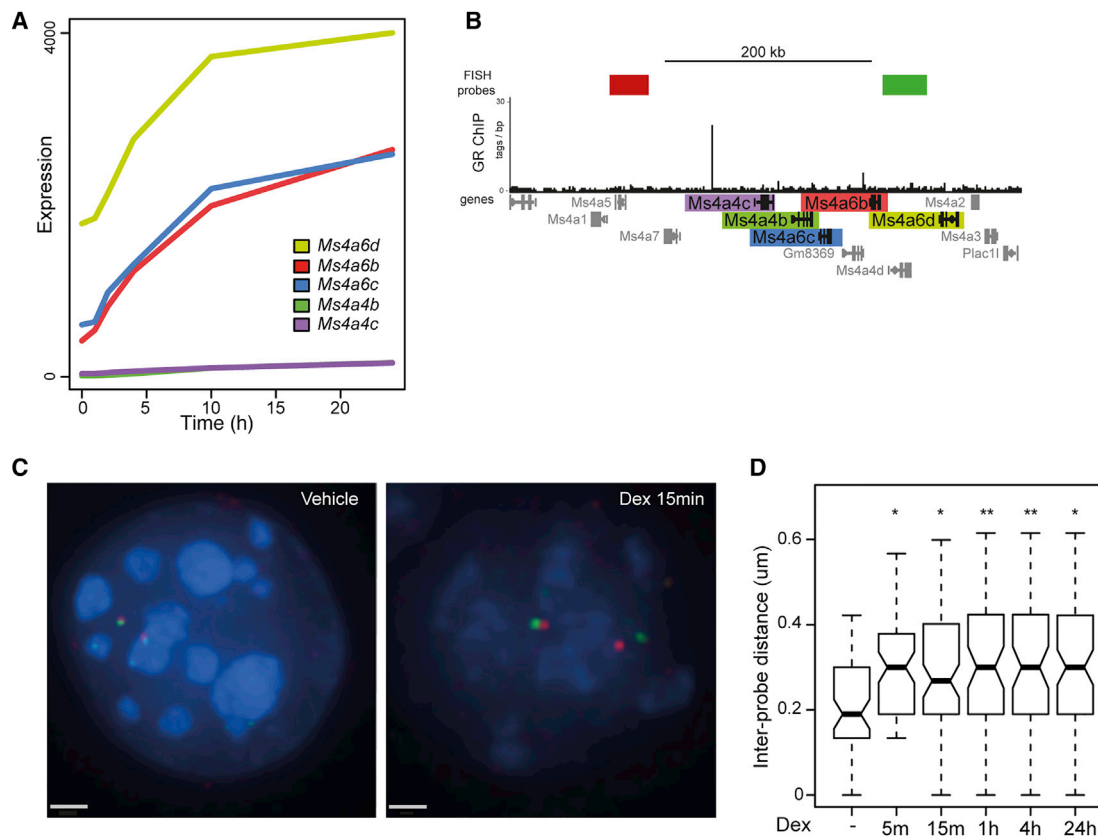 A
4000
Expression
0
Ms4a6d
Ms4a6b
Ms4a6c
Ms4a4b
Ms4a4c
0 5 10 15 20
Time (h)
B
200 kb
FISH
probes
30
GR ChIP
tags / bp
0
genes
Ms4a5 Ms4a4c Ms4a6b Ms4a2
Ms4a1 Ms4a4b Ms4a6d
Ms4a7 Ms4a6c Ms4a3
Gm8369 Plac1l
Ms4a4d
C
Vehicle
Dex 15min
D
* * ** ** *
0.6
0.4
0.2
0
Inter-probe distance (um)
Dex - 5m 15m 1h 4h 24h